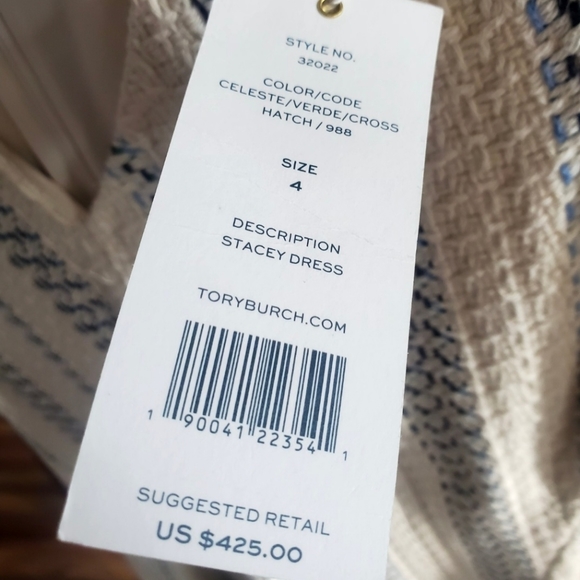 STYLE NO.
32022
COLOR/CODE
CELESTE/VERDE/CROSS
HATCH / 988
SIZE
4
DESCRIPTION
STACEY DRESS
TORYBURCH.COM
1 90041 22354 1
SUGGESTED RETAIL
US $425.00